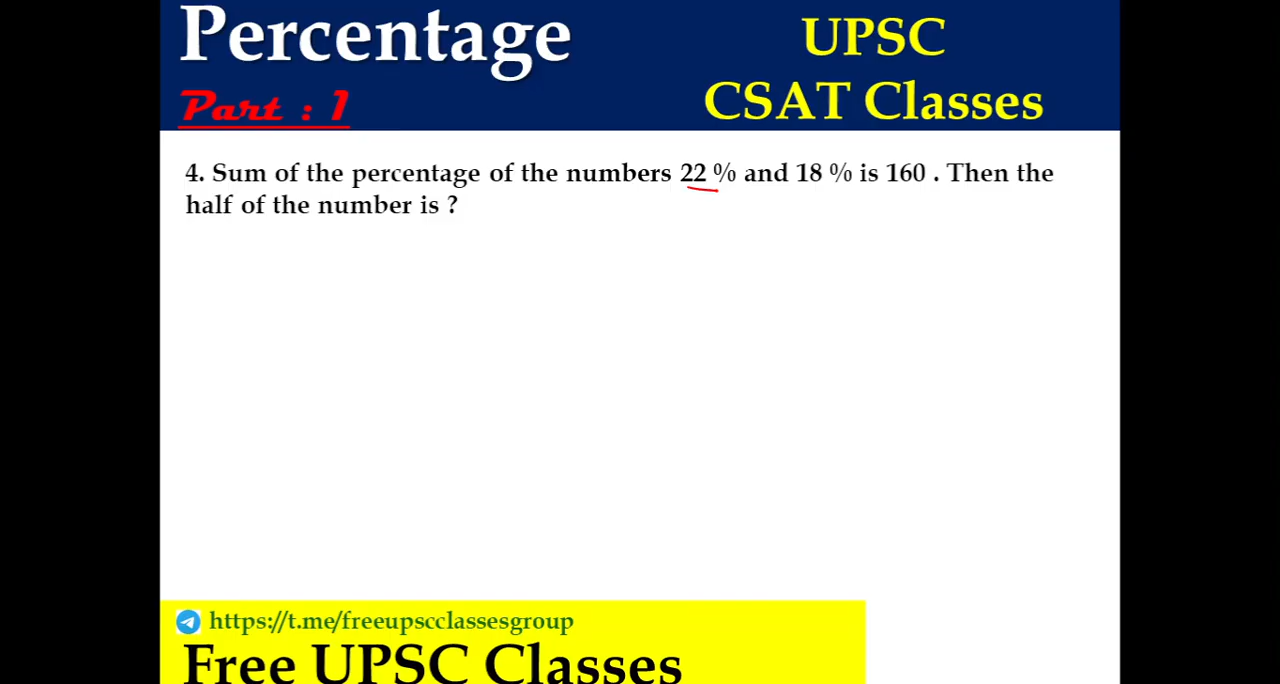 Percentage
Part : 1
UPSC
CSAT Classes
4. Sum of the percentage of the numbers 22 % and 18 % is 160 . Then the
half of the number is ?
https://t.me/freeupscclassesgroup
Free UPSC Classes